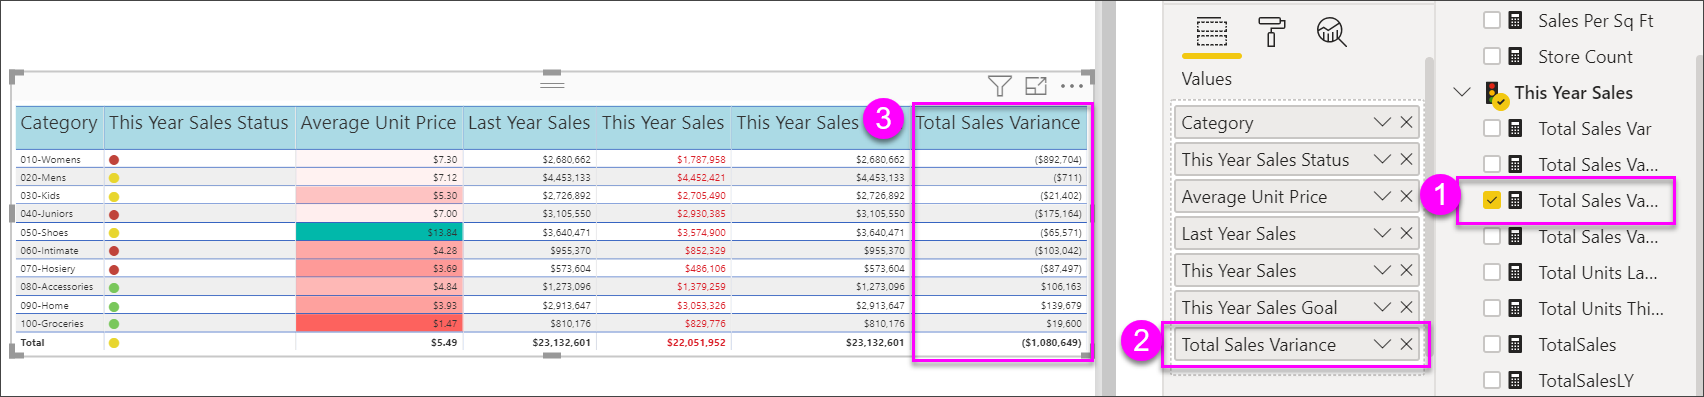 Category This Year Sales Status Average Unit Price Last Year Sales This Year Sales This Year Sales 3 Total Sales Variance
010-Womens $7.30 $2,680,662 $1,787,958 $2,680,662 ($892,704)
020-Mens $7.12 $4,453,133 $4,452,421 $4,453,133 ($711)
030-Kids $5.30 $2,726,892 $2,705,490 $2,726,892 ($21,402)
040-Juniors $7.00 $3,105,550 $2,930,385 $3,105,550 ($175,164)
050-Shoes $13.84 $3,640,471 $3,574,900 $3,640,471 ($65,571)
060-Intimate $4.28 $955,370 $852,329 $955,370 ($103,042)
070-Hosiery $3.69 $573,604 $486,106 $573,604 ($87,497)
080-Accessories $4.84 $1,273,096 $1,379,259 $1,273,096 $106,163
090-Home $3.93 $2,913,647 $3,053,326 $2,913,647 $139,679
100-Groceries $1.47 $810,176 $829,776 $810,176 $19,600
Total $5.49 $23,132,601 $22,051,952 $23,132,601 ($1,080,649)
Values
Category
This Year Sales Status
Average Unit Price
Last Year Sales
This Year Sales
This Year Sales Goal
2 Total Sales Variance
Sales Per Sq Ft
Store Count
This Year Sales
Total Sales Var
Total Sales Va...
1 Total Sales Va...
Total Sales Va...
Total Units La...
Total Units Thi...
TotalSales
TotalSalesLY